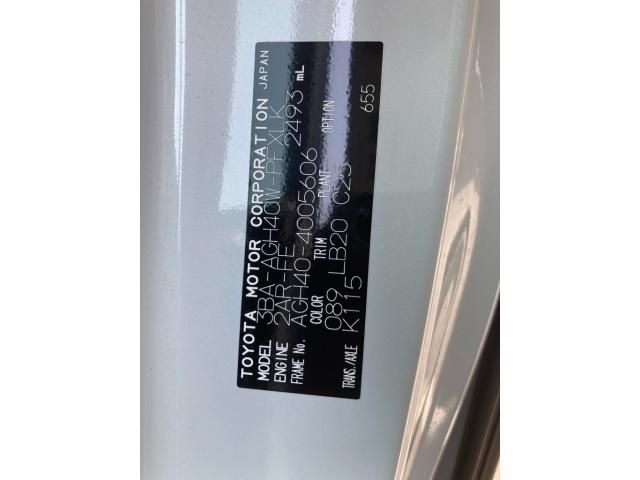 TOYOTA MOTOR CORPORATION JAPAN
MODEL 3BA-AGH40W-PFXLK
ENGINE 2AR-FE 2493 mL
FRAME No. AGH40-4005606
COLOR TRIM PLANT OPTION
089 LB20 C25 655
TRANS./AXLE K115